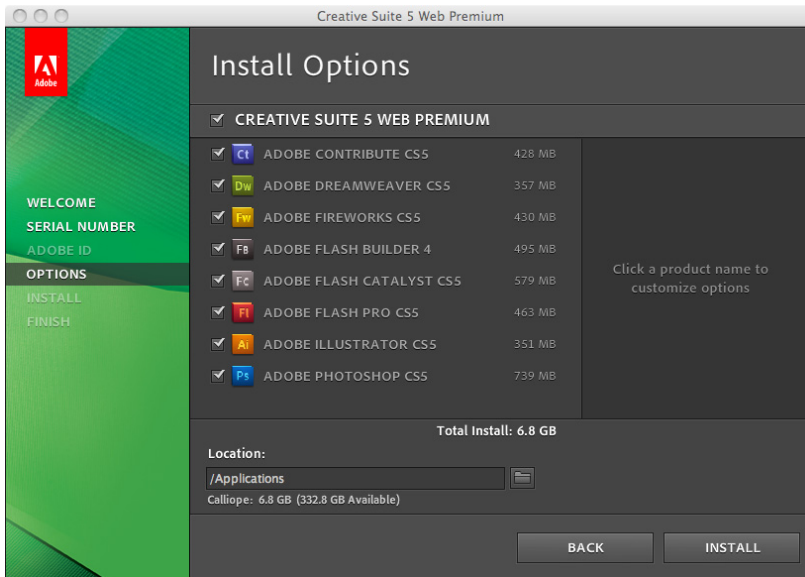 Creative Suite 5 Web Premium
Adobe
Install Options
CREATIVE SUITE 5 WEB PREMIUM
WELCOME
SERIAL NUMBER
ADOBE ID
OPTIONS
INSTALL
FINISH
Ct ADOBE CONTRIBUTE CS5 428 MB
Dw ADOBE DREAMWEAVER CS5 357 MB
Fw ADOBE FIREWORKS CS5 430 MB
FB ADOBE FLASH BUILDER 4 495 MB
FC ADOBE FLASH CATALYST CS5 579 MB
Fl ADOBE FLASH PRO CS5 463 MB
Ai ADOBE ILLUSTRATOR CS5 351 MB
Ps ADOBE PHOTOSHOP CS5 739 MB
Click a product name to
customize options
Total Install: 6.8 GB
Location:
/Applications
Calliope: 6.8 GB (332.8 GB Available)
BACK
INSTALL